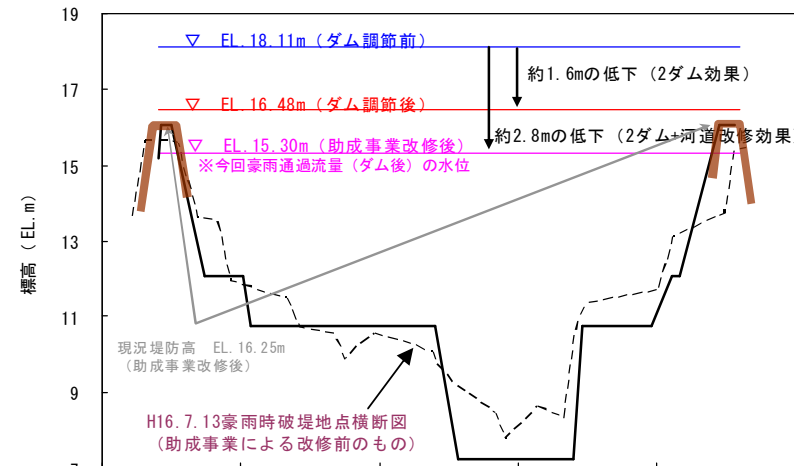 19
▽ EL.18.11m（ダム調節前）
約1.6mの低下（2ダム効果）
17
▽ EL.16.48m（ダム調節後）
約2.8mの低下（2ダム+河道改修効果
▽ EL.15.30m（助成事業改修後）
※今回豪雨通過流量（ダム後）の水位
15
標高（EL.m）
13
11
現況堤防高 EL.16.25m
（助成事業改修後）
9
H16.7.13豪雨時破堤地点横断図
（助成事業による改修前のもの）
7